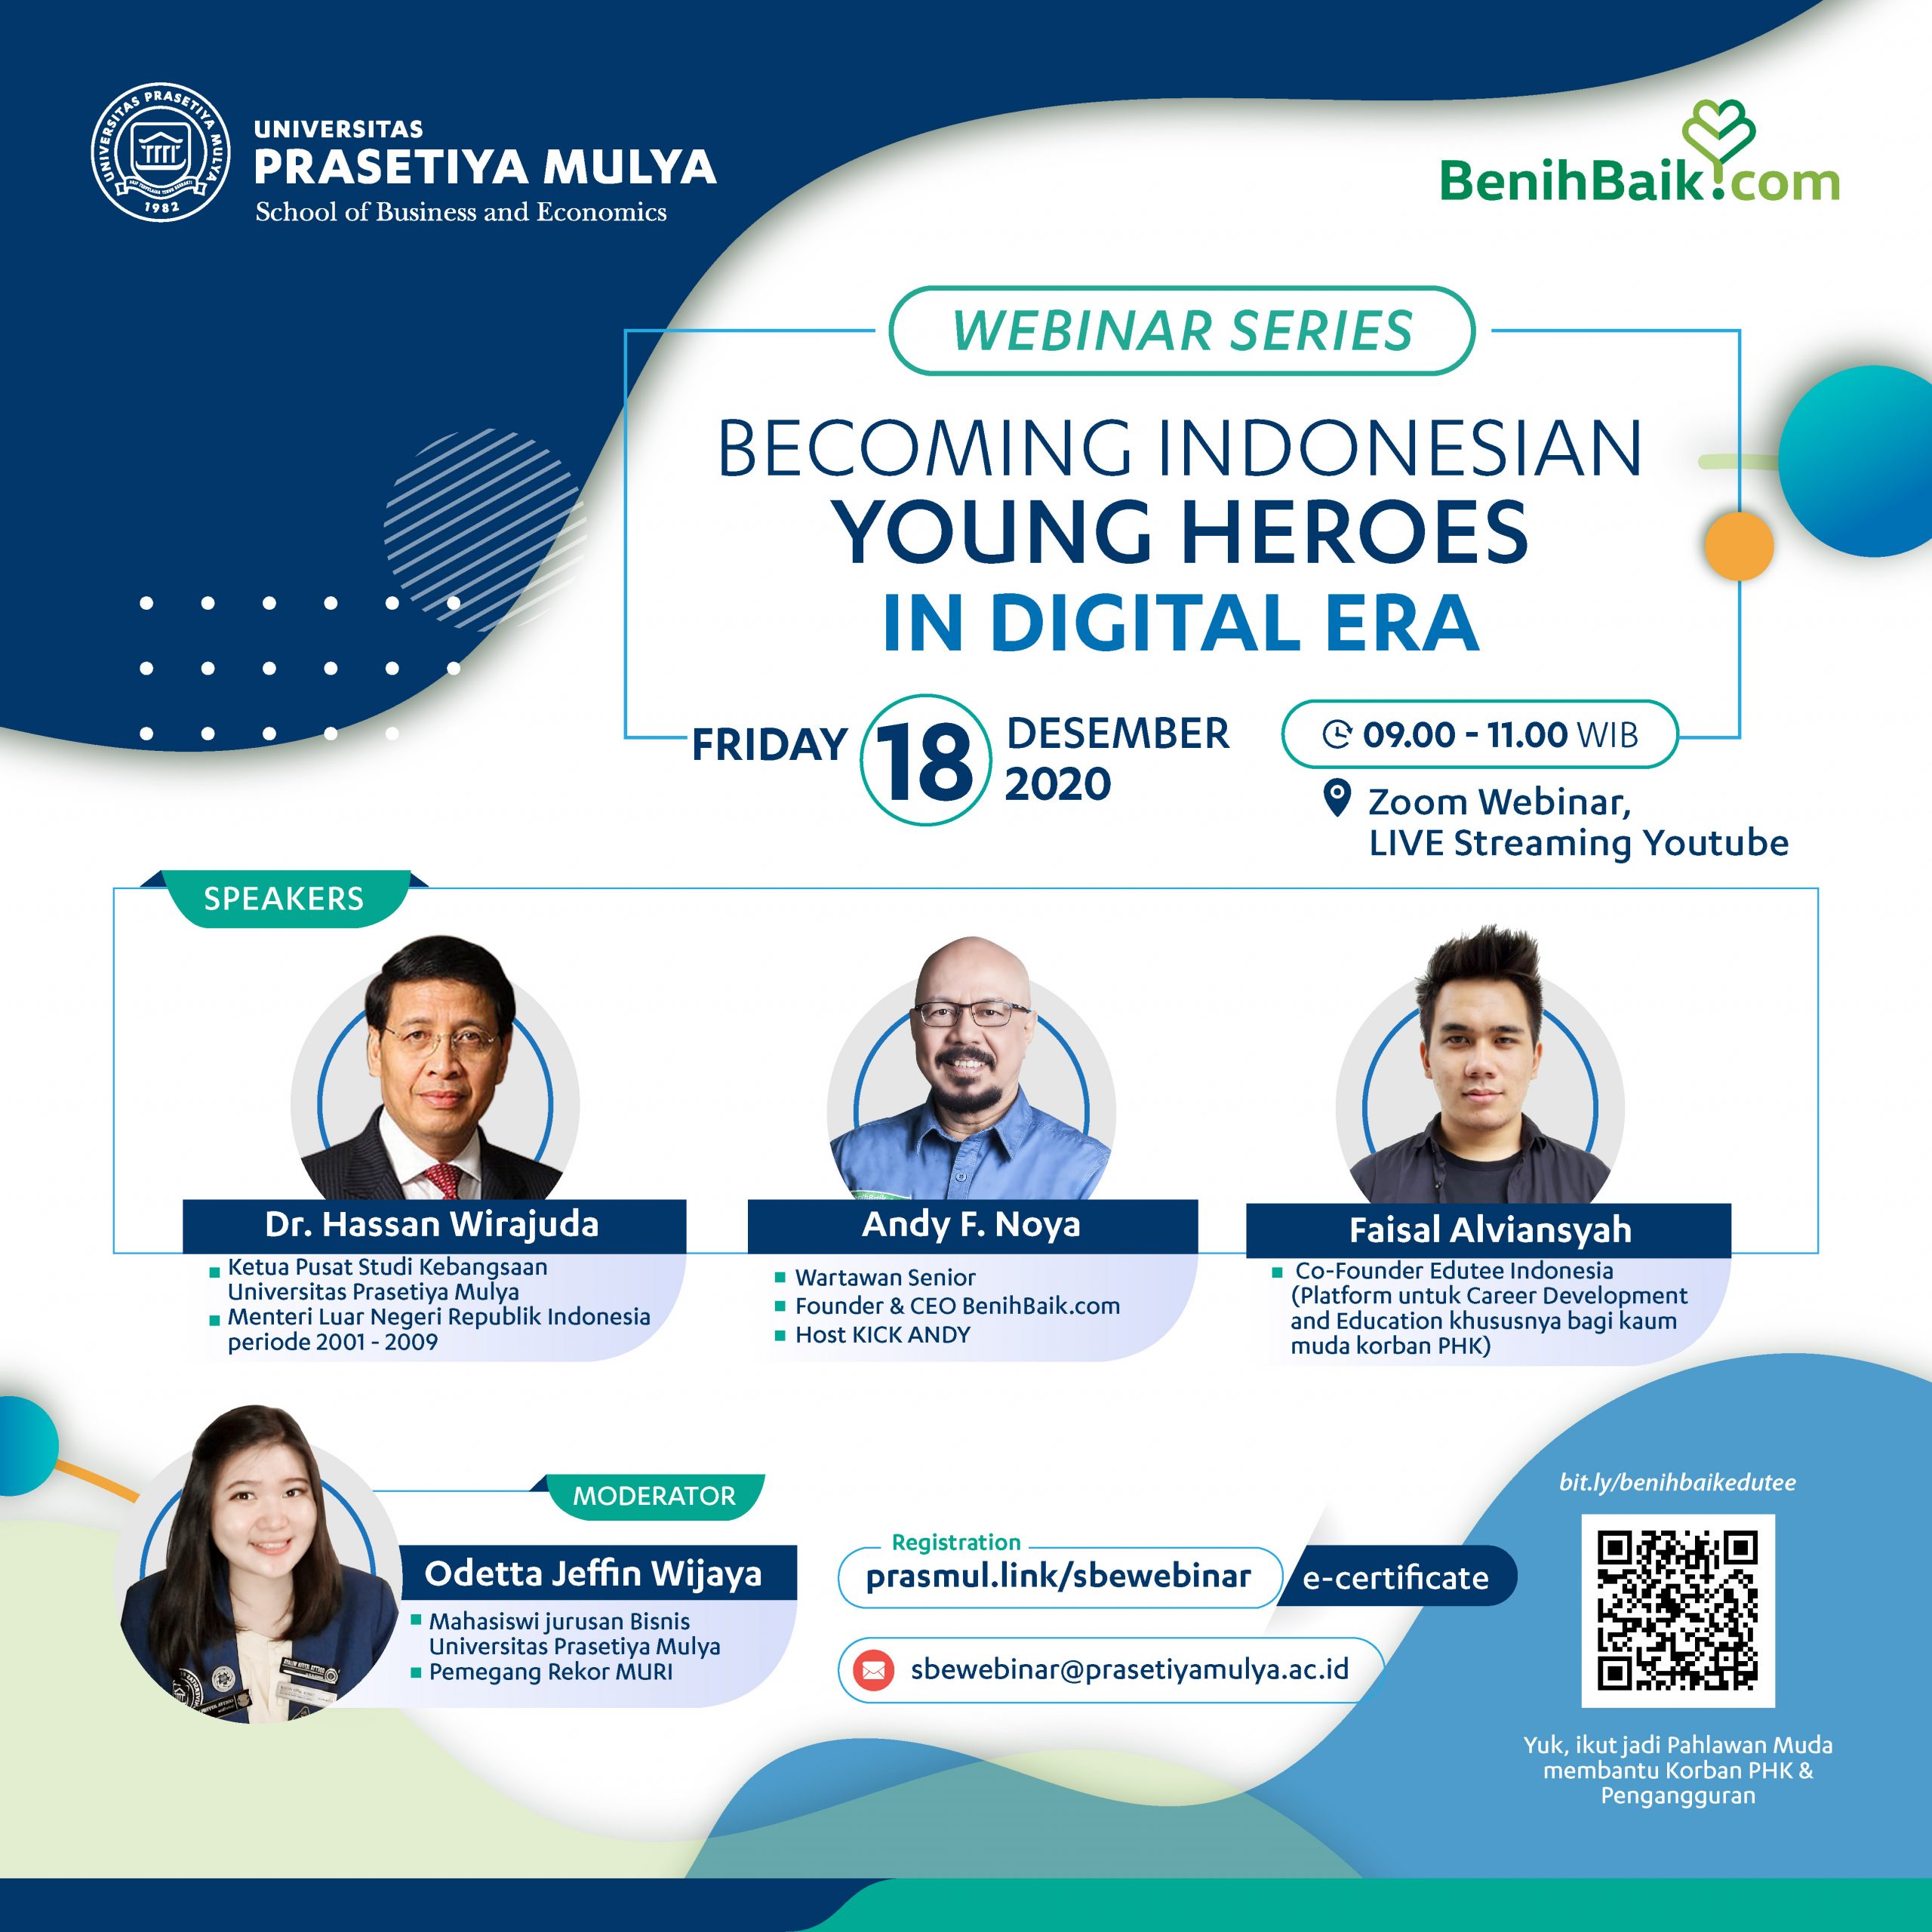 UNIVERSITAS PRASETIYA MULYA
1982
UNIVERSITAS
PRASETIYA MULYA
School of Business and Economics
BenihBaik.com
WEBINAR SERIES
BECOMING INDONESIAN
YOUNG HEROES
IN DIGITAL ERA
FRIDAY 18 DESEMBER 2020
09.00 - 11.00 WIB
Zoom Webinar,
LIVE Streaming Youtube
SPEAKERS
Dr. Hassan Wirajuda
Ketua Pusat Studi Kebangsaan
Universitas Prasetiya Mulya
Menteri Luar Negeri Republik Indonesia
periode 2001 - 2009
Andy F. Noya
Wartawan Senior
Founder & CEO BenihBaik.com
Host KICK ANDY
Faisal Alviansyah
Co-Founder Edutee Indonesia
(Platform untuk Career Development
and Education khususnya bagi kaum
muda korban PHK)
MODERATOR
Odetta Jeffin Wijaya
Mahasiswi jurusan Bisnis
Universitas Prasetiya Mulya
Pemegang Rekor MURI
Registration
prasmul.link/sbewebinar
e-certificate
sbewebinar@prasetiyamulya.ac.id
bit.ly/benihbaikedutee
Yuk, ikut jadi Pahlawan Muda
membantu Korban PHK &
Pengangguran